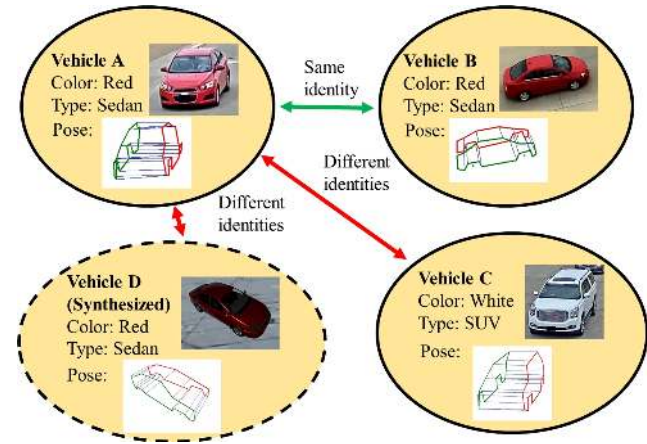 Vehicle A
Color: Red
Type: Sedan
Pose:
Same
identity
Vehicle B
Color: Red
Type: Sedan
Pose:
Different
identities
Different
identities
Vehicle D
(Synthesized)
Color: Red
Type: Sedan
Pose:
Vehicle C
Color: White
Type: SUV
Pose: